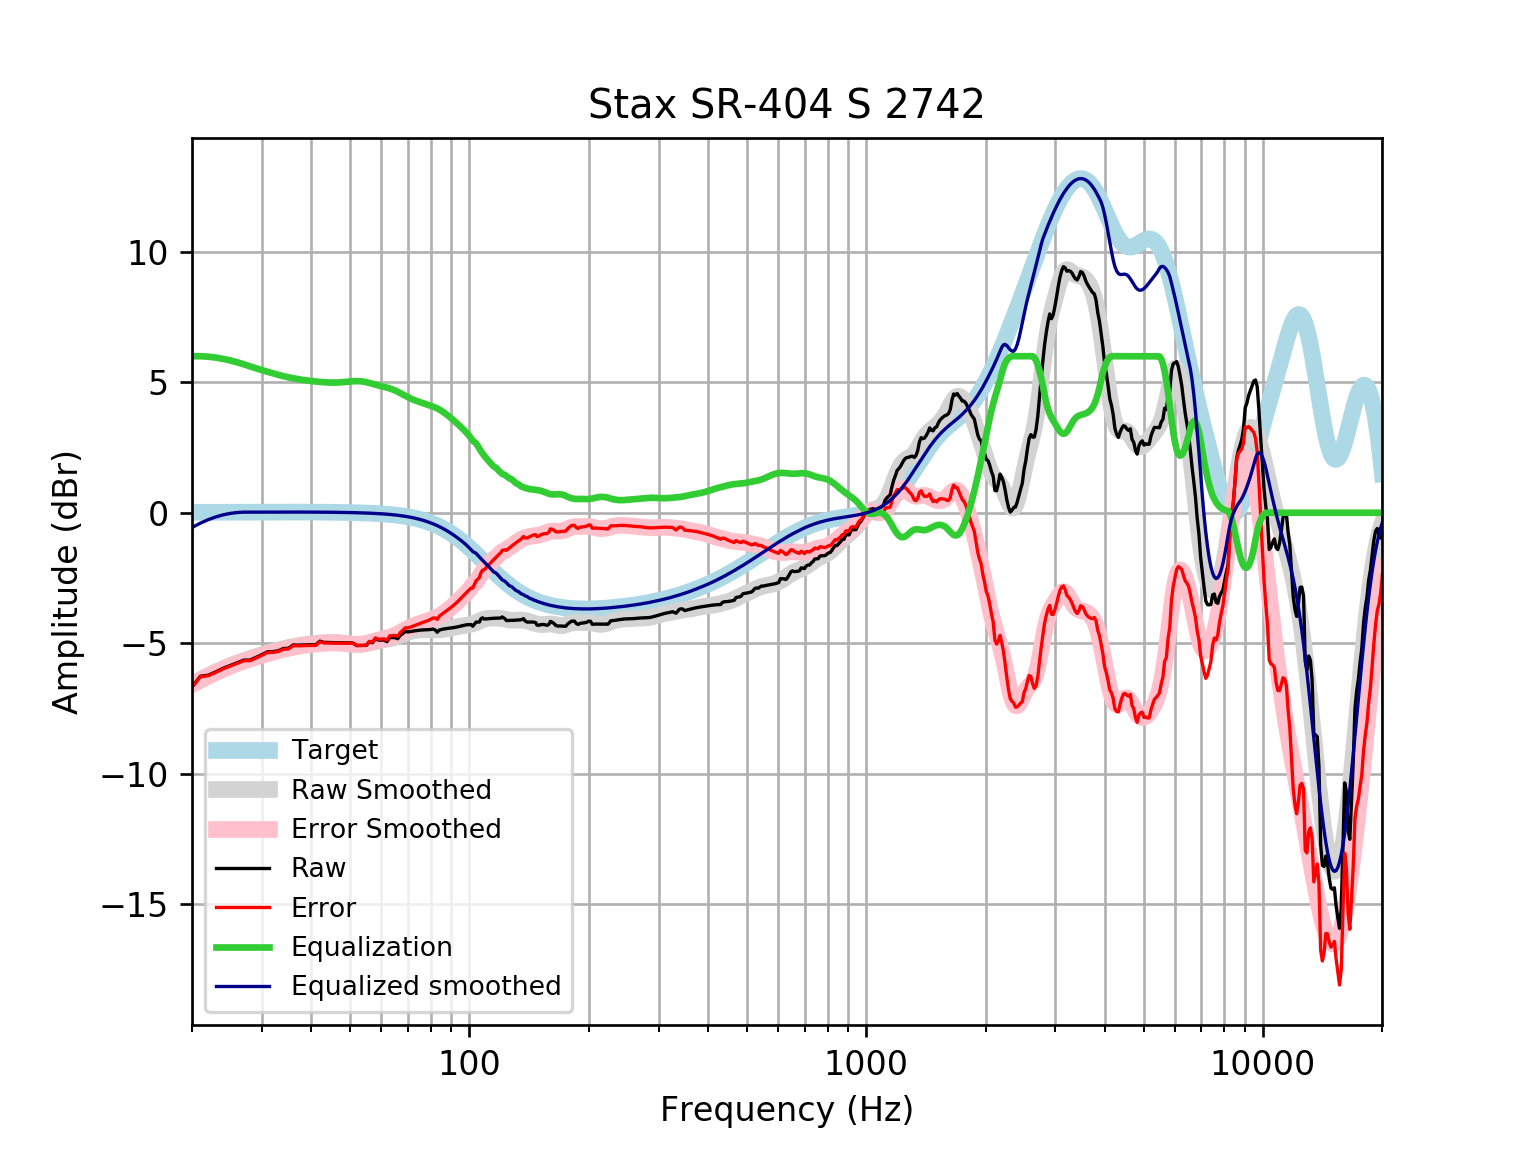 Stax SR-404 S 2742
Amplitude (dBr)
10
5
0
−5
−10
−15
Target
Raw Smoothed
Error Smoothed
Raw
Error
Equalization
Equalized smoothed
100
1000
10000
Frequency (Hz)